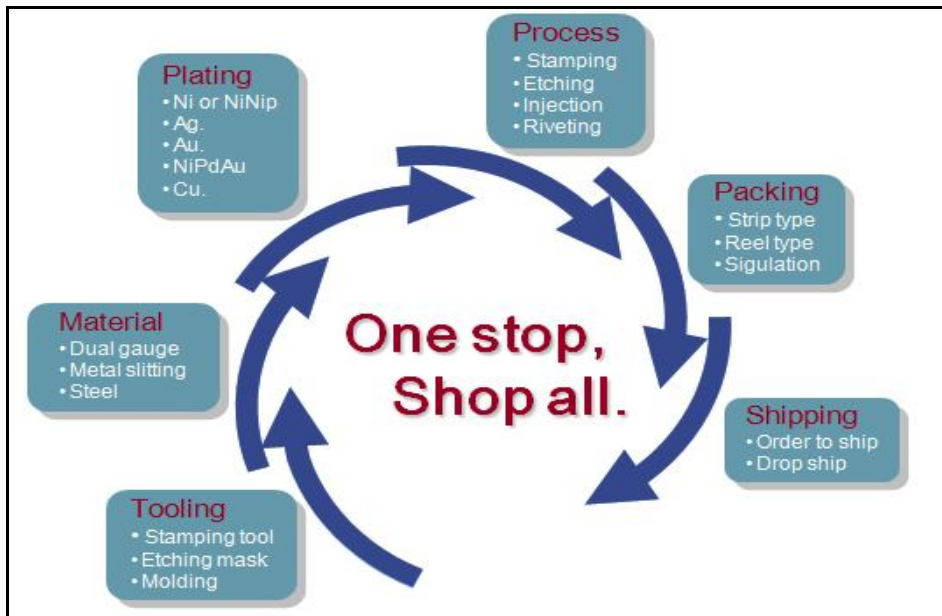 Process
• Stamping
• Etching
• Injection
• Riveting
Plating
• Ni or NiNip
• Ag.
• Au.
• NiPdAu
• Cu.
Packing
• Strip type
• Reel type
• Sigulation
Material
• Dual gauge
• Metal slitting
• Steel
One stop,
Shop all.
Shipping
• Order to ship
• Drop ship
Tooling
• Stamping tool
• Etching mask
• Molding